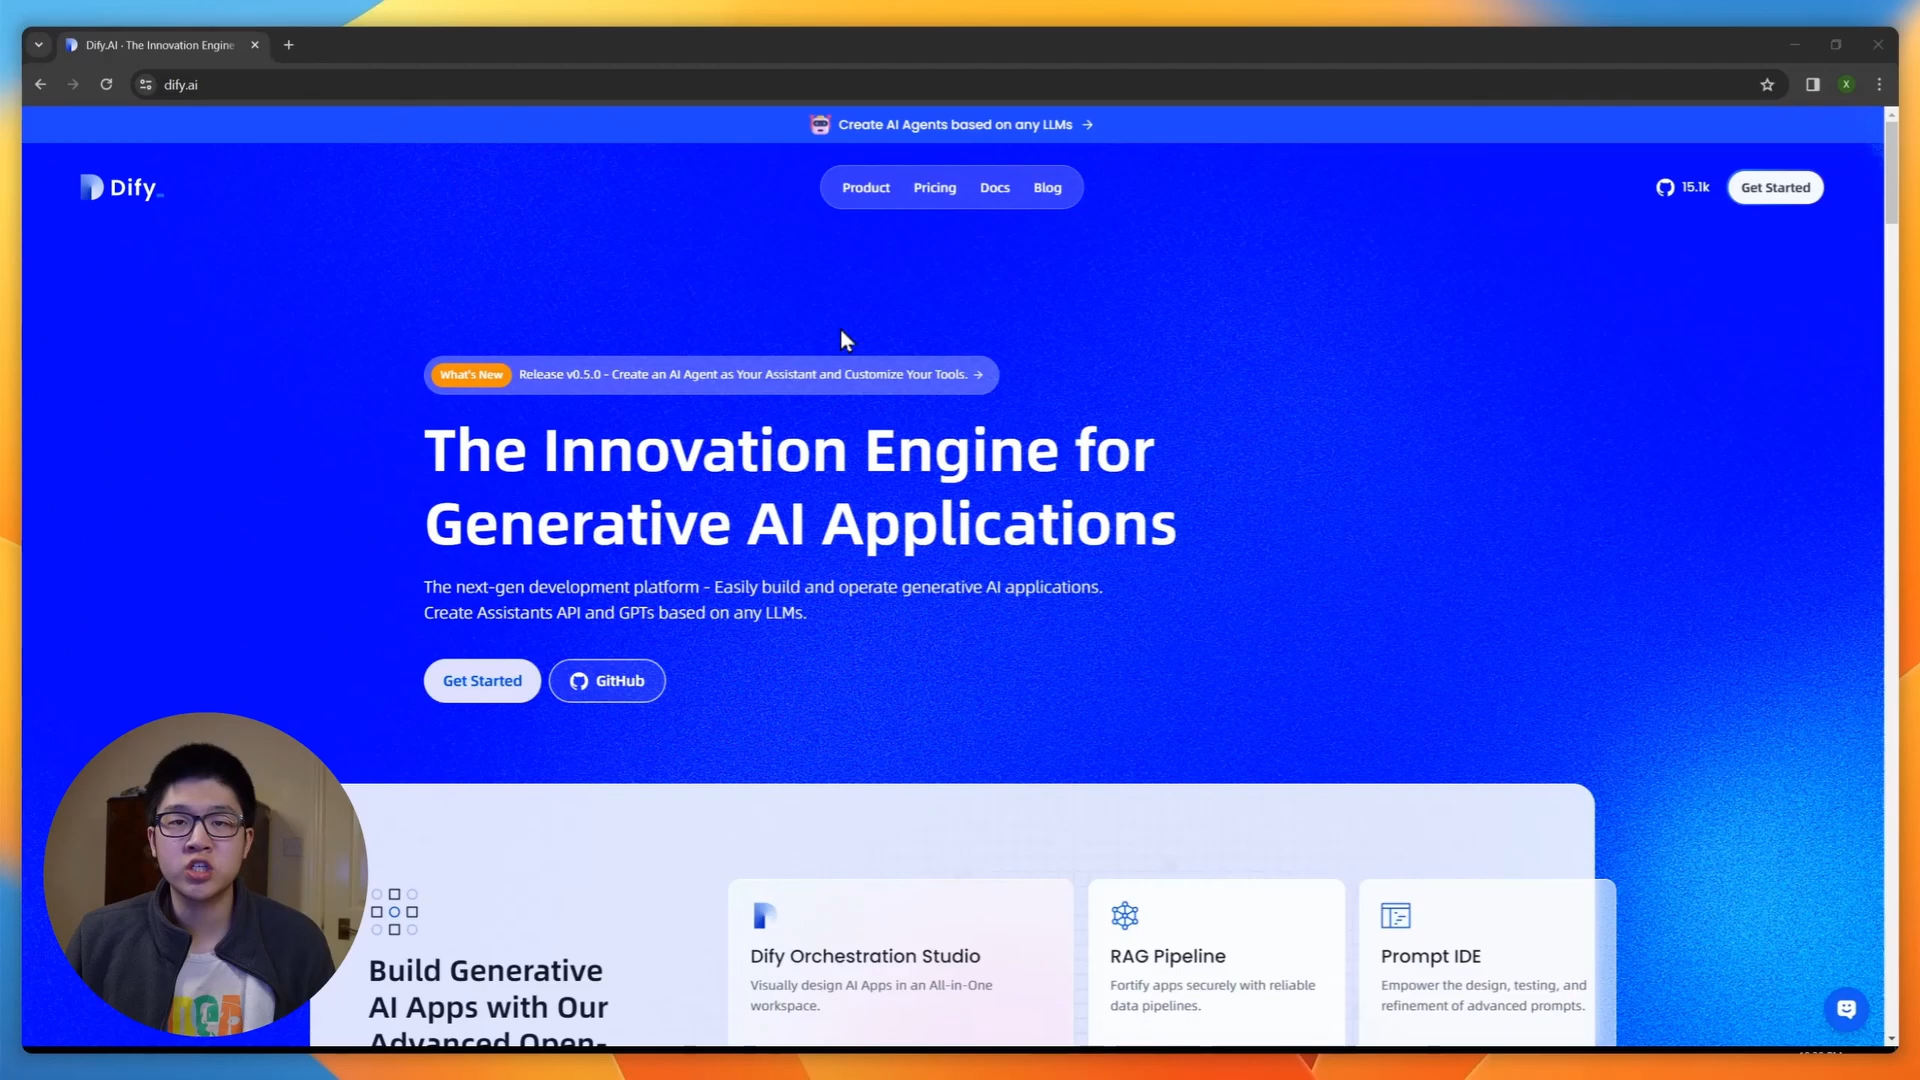 Dify.AI · The Innovation Engine
dify.ai
X
Create AI Agents based on any LLMs →
Dify_
Product Pricing Docs Blog
15.1k
Get Started
What's New Release v0.5.0 - Create an AI Agent as Your Assistant and Customize Your Tools. →
The Innovation Engine for
Generative AI Applications
The next-gen development platform - Easily build and operate generative AI applications.
Create Assistants API and GPTs based on any LLMs.
Get Started
GitHub
Build Generative
AI Apps with Our
Advanced Open-
Dify Orchestration Studio
Visually design AI Apps in an All-in-One
workspace.
RAG Pipeline
Fortify apps securely with reliable
data pipelines.
Prompt IDE
Empower the design, testing, and
refinement of advanced prompts.